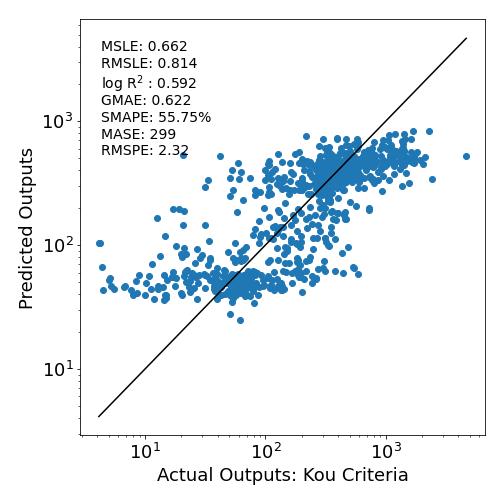 MSLE: 0.662
RMSLE: 0.814
log R² : 0.592
GMAE: 0.622
SMAPE: 55.75%
MASE: 299
RMSPE: 2.32
10³
10²
10¹
Predicted Outputs
10¹ 10² 10³
Actual Outputs: Kou Criteria